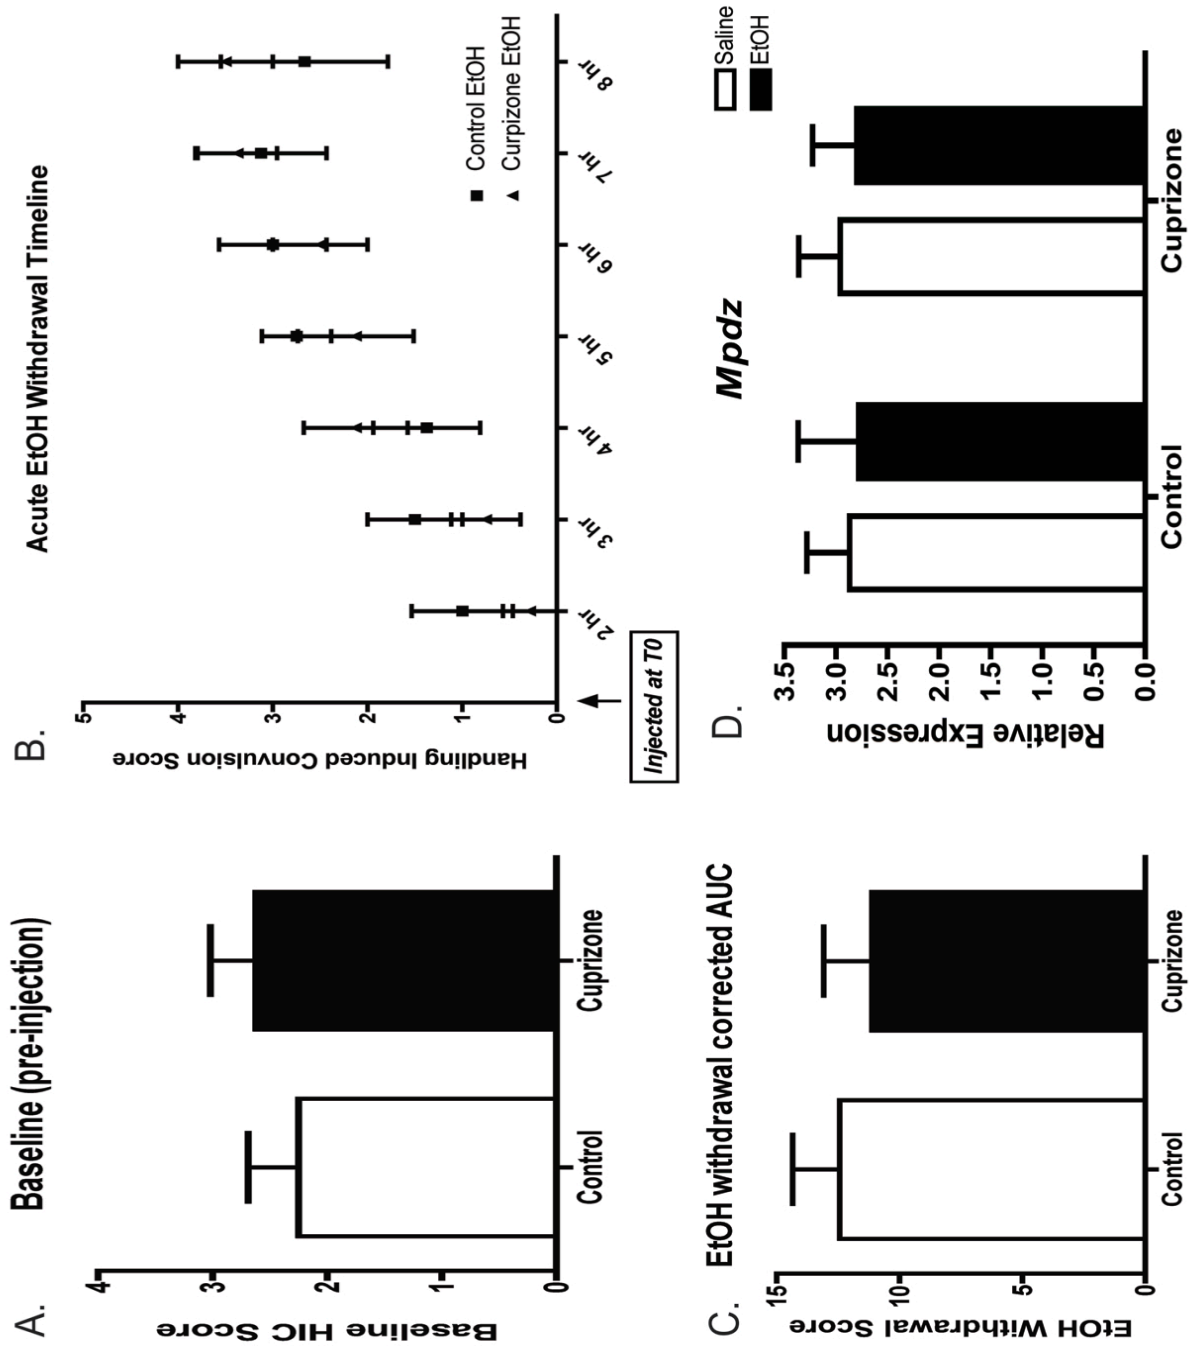 A.
Baseline (pre-injection)
Baseline HIC Score
4
3
2
1
0
Control
Cuprizone
B.
Acute EtOH Withdrawal Timeline
Handling Induced Convulsion Score
5
4
3
2
1
0
2 hr
3 hr
4 hr
5 hr
6 hr
7 hr
8 hr
Control EtOH
Curpizone EtOH
Injected at T0
C.
EtOH withdrawal corrected AUC
EtOH Withdrawal Score
15
10
5
0
Control
Cuprizone
D.
Mpdz
Relative Expression
3.5
3.0
2.5
2.0
1.5
1.0
0.5
0.0
Control
Cuprizone
Saline
EtOH